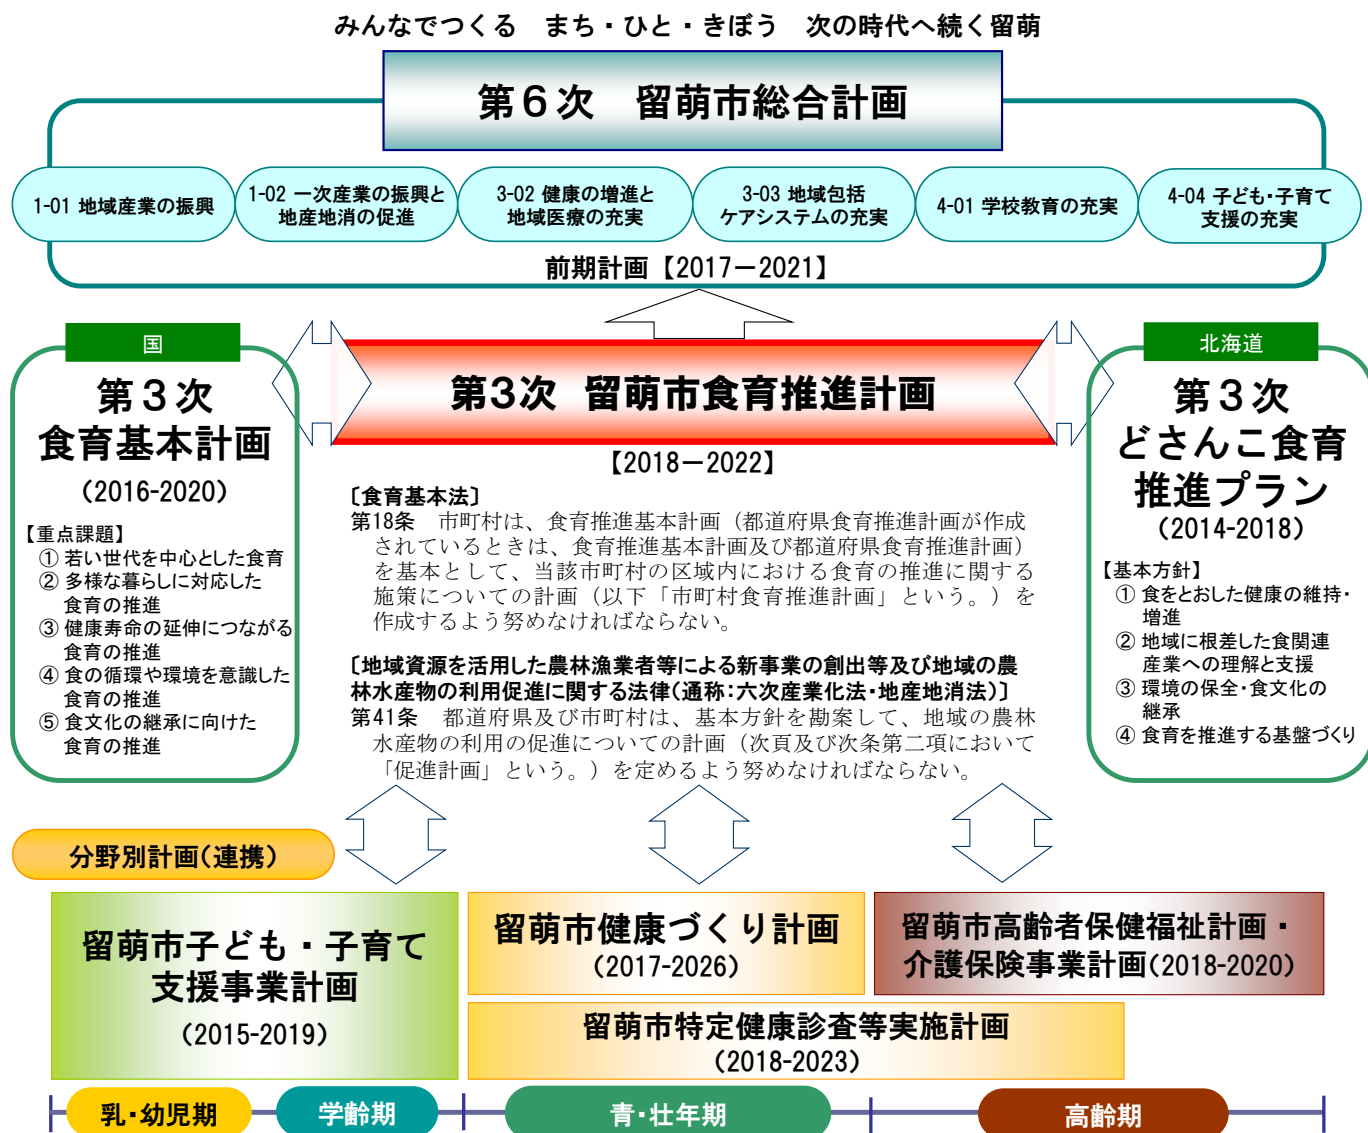 みんなでつくる　まち・ひと・きぼう　次の時代へ続く留萌
第６次　留萌市総合計画
1-01 地域産業の振興
1-02 一次産業の振興と
地産地消の促進
3-02 健康の増進と
地域医療の充実
3-03 地域包括
ケアシステムの充実
4-01 学校教育の充実
4-04 子ども・子育て
支援の充実
前期計画【2017－2021】
国
第３次
食育基本計画
（2016-2020）
【重点課題】
① 若い世代を中心とした食育
② 多様な暮らしに対応した
食育の推進
③ 健康寿命の延伸につながる
食育の推進
④ 食の循環や環境を意識した
食育の推進
⑤ 食文化の継承に向けた
食育の推進
第3次 留萌市食育推進計画
【2018－2022】
〔食育基本法〕
第18条　市町村は、食育推進基本計画（都道府県食育推進計画が作成
されているときは、食育推進基本計画及び都道府県食育推進計画）
を基本として、当該市町村の区域内における食育の推進に関する
施策についての計画（以下「市町村食育推進計画」という。）を
作成するよう努めなければならない。
〔地域資源を活用した農林漁業者等による新事業の創出等及び地域の農
林水産物の利用促進に関する法律（通称：六次産業化法・地産地消法）〕
第41条　都道府県及び市町村は、基本方針を勘案して、地域の農林
水産物の利用の促進についての計画（次頁及び次条第二項において
「促進計画」という。）を定めるよう努めなければならない。
北海道
第３次
どさんこ食育
推進プラン
（2014-2018）
【基本方針】
① 食をとおした健康の維持・
増進
② 地域に根差した食関連
産業への理解と支援
③ 環境の保全・食文化の
継承
④ 食育を推進する基盤づくり
分野別計画（連携）
留萌市子ども・子育て
支援事業計画
（2015-2019）
留萌市健康づくり計画
（2017-2026）
留萌市高齢者保健福祉計画・
介護保険事業計画（2018-2020）
留萌市特定健康診査等実施計画
（2018-2023）
乳・幼児期
学齢期
青・壮年期
高齢期